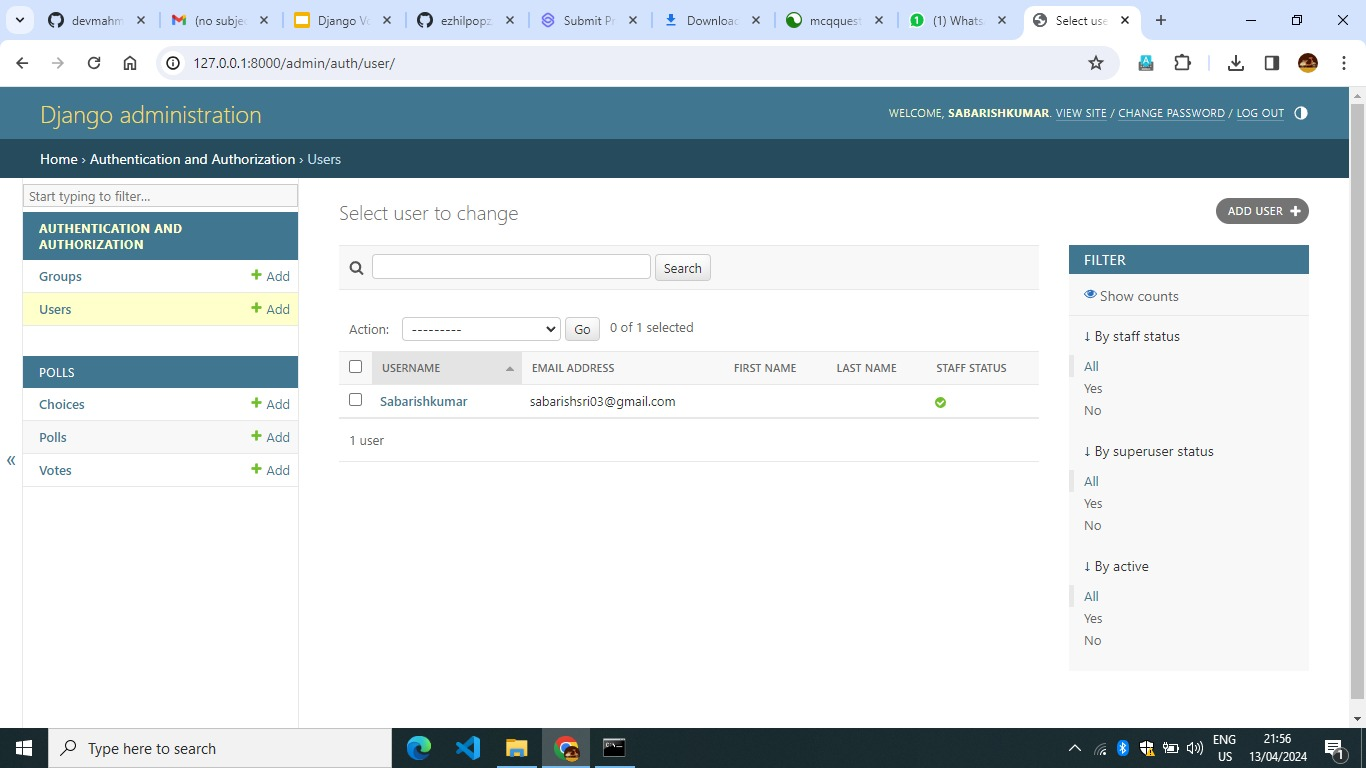 devmahm
(no subje
Django Vo
ezhilpopz
Submit Pr
Download
mcqquest
(1) Whats
Select use
127.0.0.1:8000/admin/auth/user/
Django administration
WELCOME, SABARISHKUMAR. VIEW SITE / CHANGE PASSWORD / LOG OUT
Home › Authentication and Authorization › Users
Start typing to filter...
AUTHENTICATION AND
AUTHORIZATION
Groups + Add
Users + Add
POLLS
Choices + Add
Polls + Add
Votes + Add
«
Select user to change
ADD USER +
Search
Action: --------- Go 0 of 1 selected
USERNAME EMAIL ADDRESS FIRST NAME LAST NAME STAFF STATUS
Sabarishkumar sabarishsri03@gmail.com
1 user
FILTER
Show counts
↓ By staff status
All
Yes
No
↓ By superuser status
All
Yes
No
↓ By active
All
Yes
No
Type here to search
ENG
US
21:56
13/04/2024
1